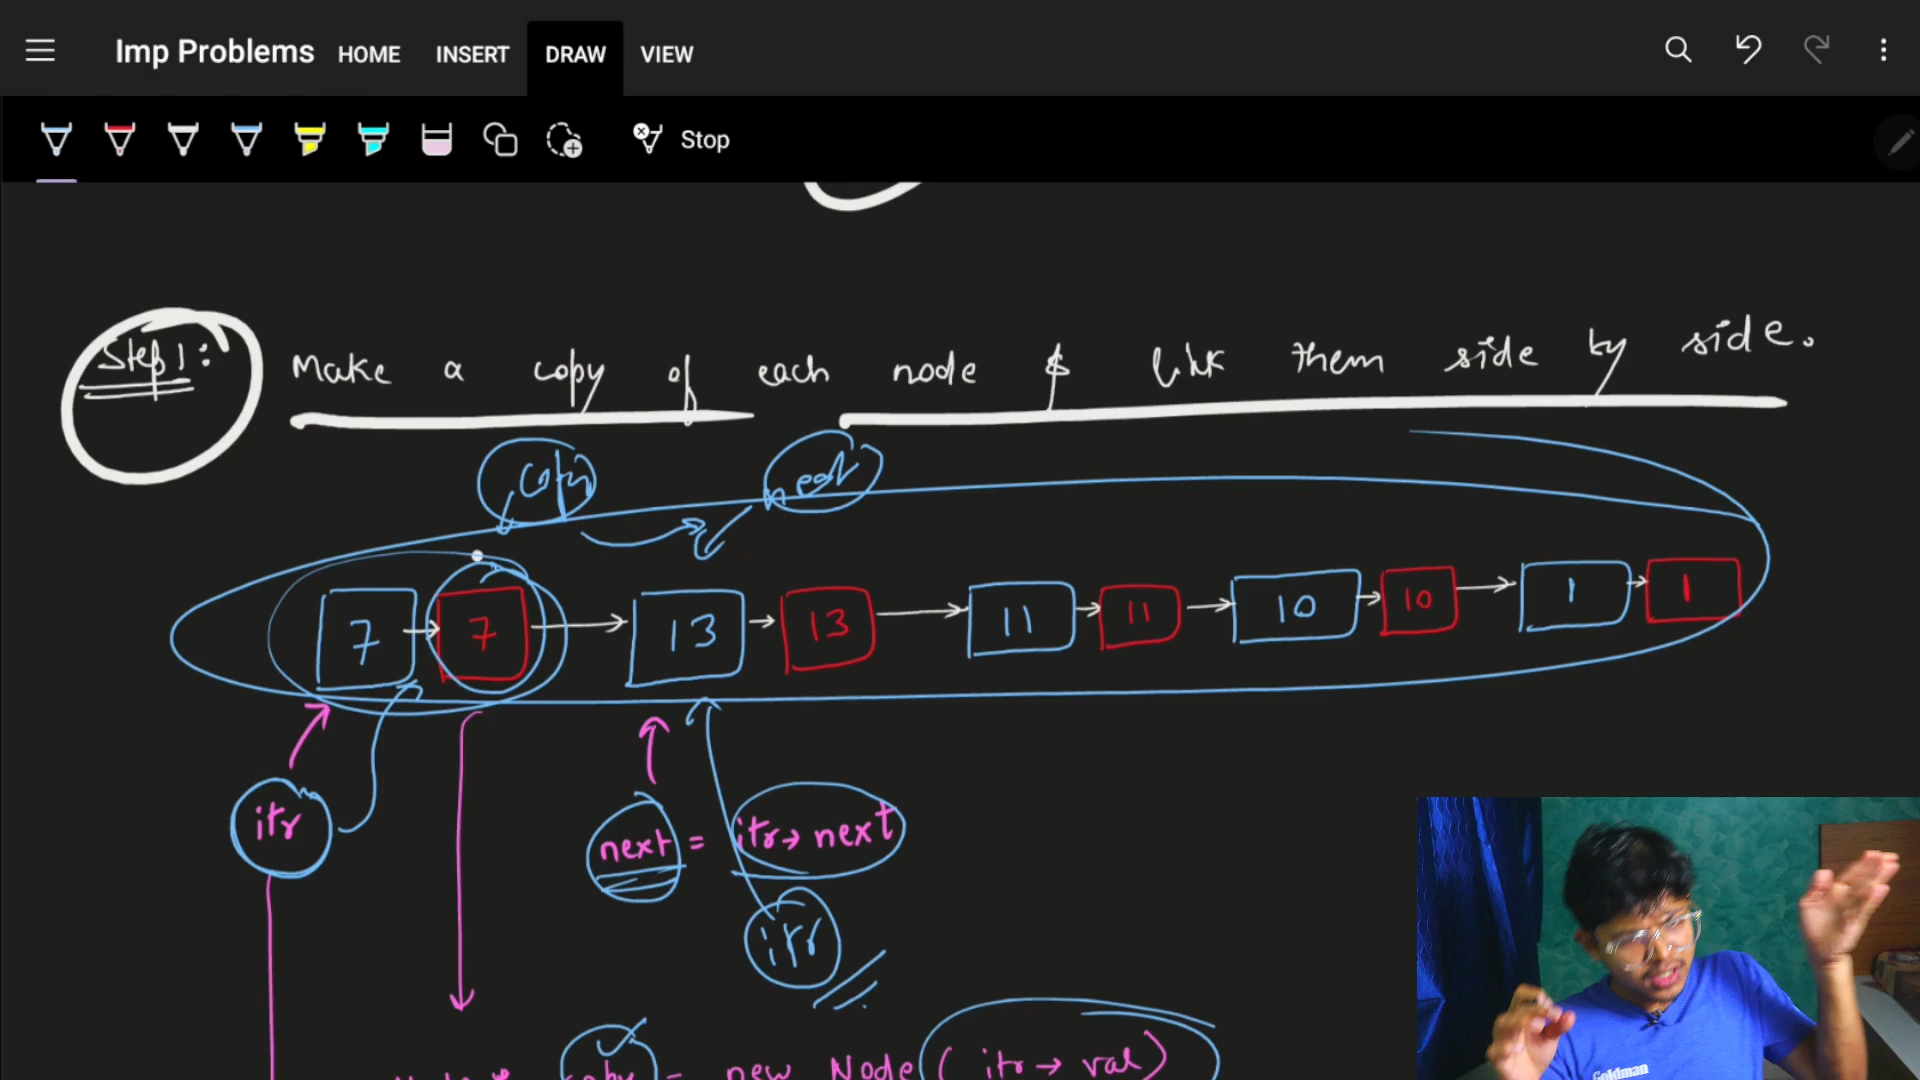 Imp Problems HOME INSERT DRAW VIEW
Stop
Step 1: Make a copy of each node & link them side by side.
copy next
7 7 13 13 11 11 10 10 1 1
itr next = itr→next
itr
copy = new Node (itr→val)
Goldman